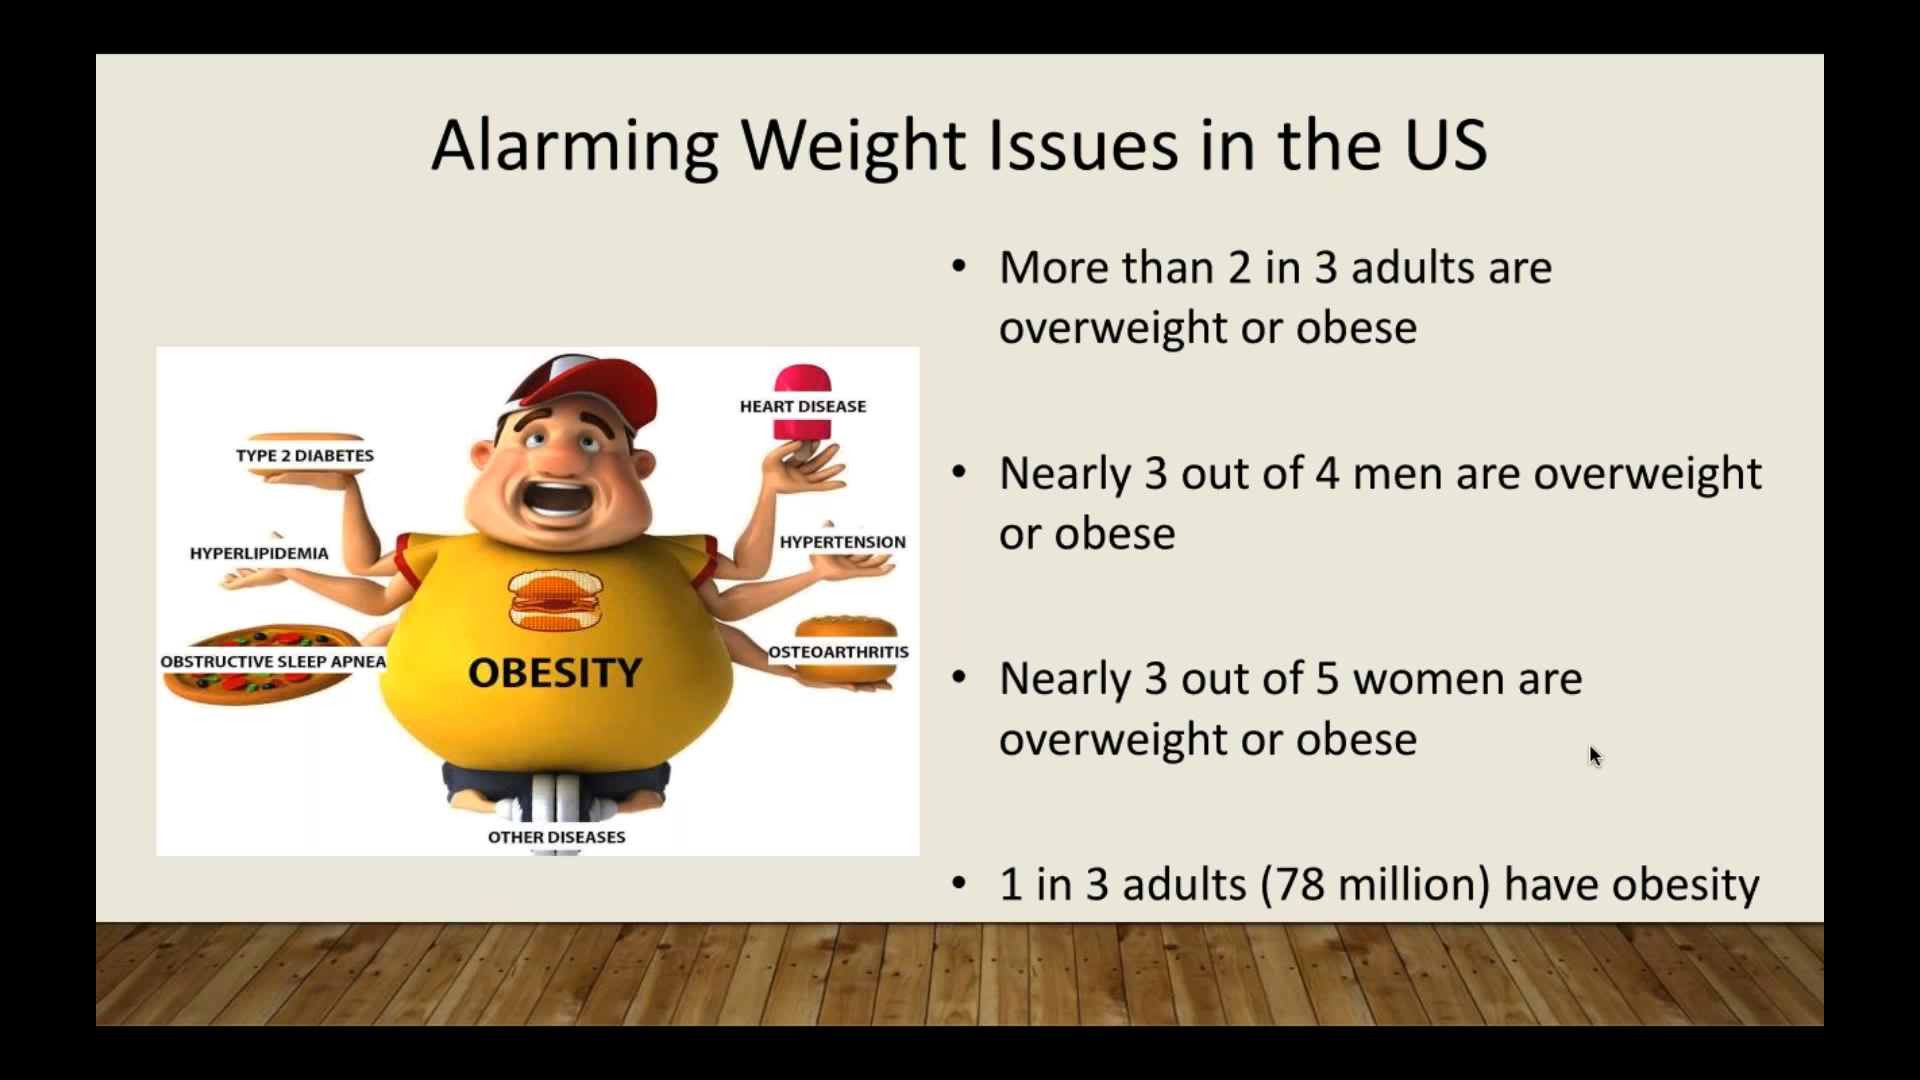 Alarming Weight Issues in the US
• More than 2 in 3 adults are
overweight or obese
• Nearly 3 out of 4 men are overweight
or obese
• Nearly 3 out of 5 women are
overweight or obese
• 1 in 3 adults (78 million) have obesity
HEART DISEASE
TYPE 2 DIABETES
HYPERTENSION
HYPERLIPIDEMIA
OSTEOARTHRITIS
OBSTRUCTIVE SLEEP APNEA
OBESITY
OTHER DISEASES